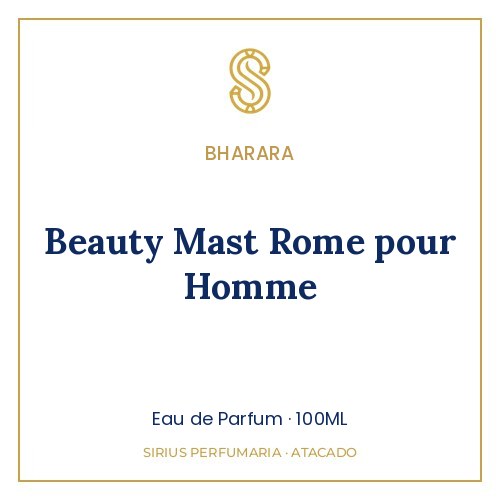 BHARARA
Beauty Mast Rome pour
Homme
Eau de Parfum · 100ML
SIRIUS PERFUMARIA · ATACADO